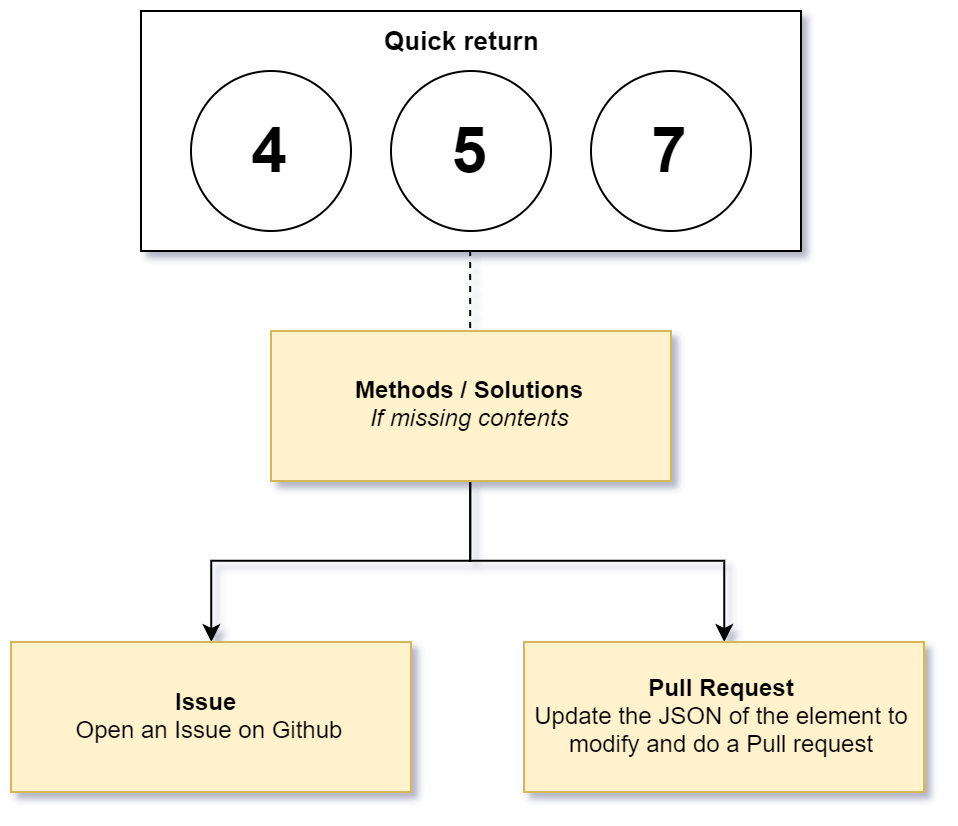 Quick return
4 5 7
Methods / Solutions
If missing contents
Issue
Open an Issue on Github
Pull Request
Update the JSON of the element to
modify and do a Pull request